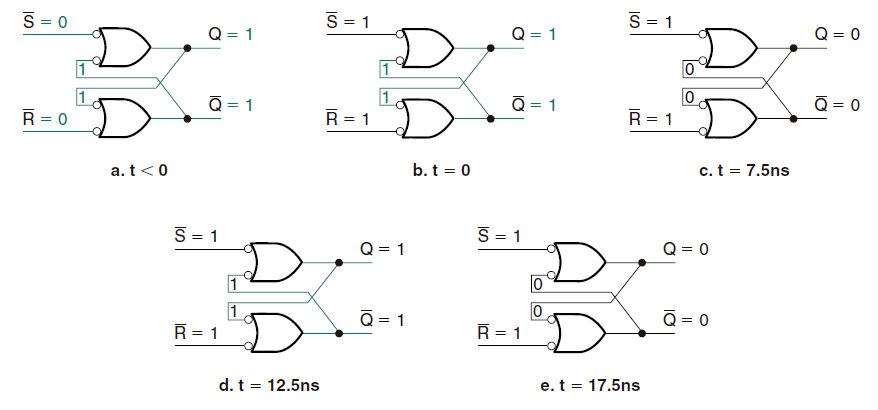 S̅ = 0
Q = 1
1
1
Q̅ = 1
R̅ = 0
a. t < 0
S̅ = 1
Q = 1
1
1
Q̅ = 1
R̅ = 1
b. t = 0
S̅ = 1
Q = 0
0
0
Q̅ = 0
R̅ = 1
c. t = 7.5ns
S̅ = 1
Q = 1
1
1
Q̅ = 1
R̅ = 1
d. t = 12.5ns
S̅ = 1
Q = 0
0
0
Q̅ = 0
R̅ = 1
e. t = 17.5ns